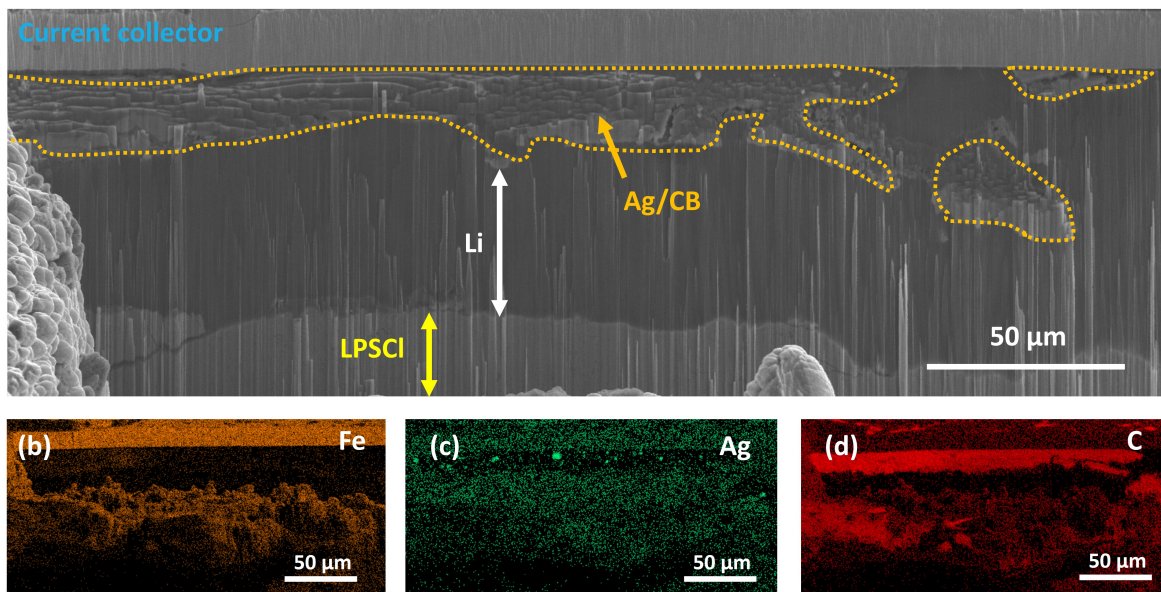 Current collector
Ag/CB
Li
LPSCl
50 µm
(b)
Fe
50 µm
(c)
Ag
50 µm
(d)
C
50 µm